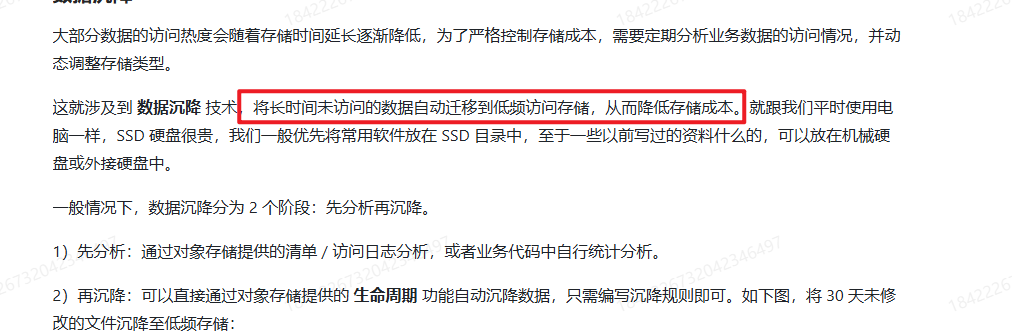 大部分数据的访问热度会随着存储时间延长逐渐降低，为了严格控制存储成本，需要定期分析业务数据的访问情况，并动
态调整存储类型。
这就涉及到 数据沉降 技术，将长时间未访问的数据自动迁移到低频访问存储，从而降低存储成本。就跟我们平时使用电
脑一样，SSD 硬盘很贵，我们一般优先将常用软件放在 SSD 目录中，至于一些以前写过的资料什么的，可以放在机械硬
盘或外接硬盘中。
一般情况下，数据沉降分为 2 个阶段：先分析再沉降。
1）先分析：通过对象存储提供的清单 / 访问日志分析，或者业务代码中自行统计分析。
2）再沉降：可以直接通过对象存储提供的 生命周期 功能自动沉降数据，只需编写沉降规则即可。如下图，将 30 天未修
改的文件沉降至低频存储：